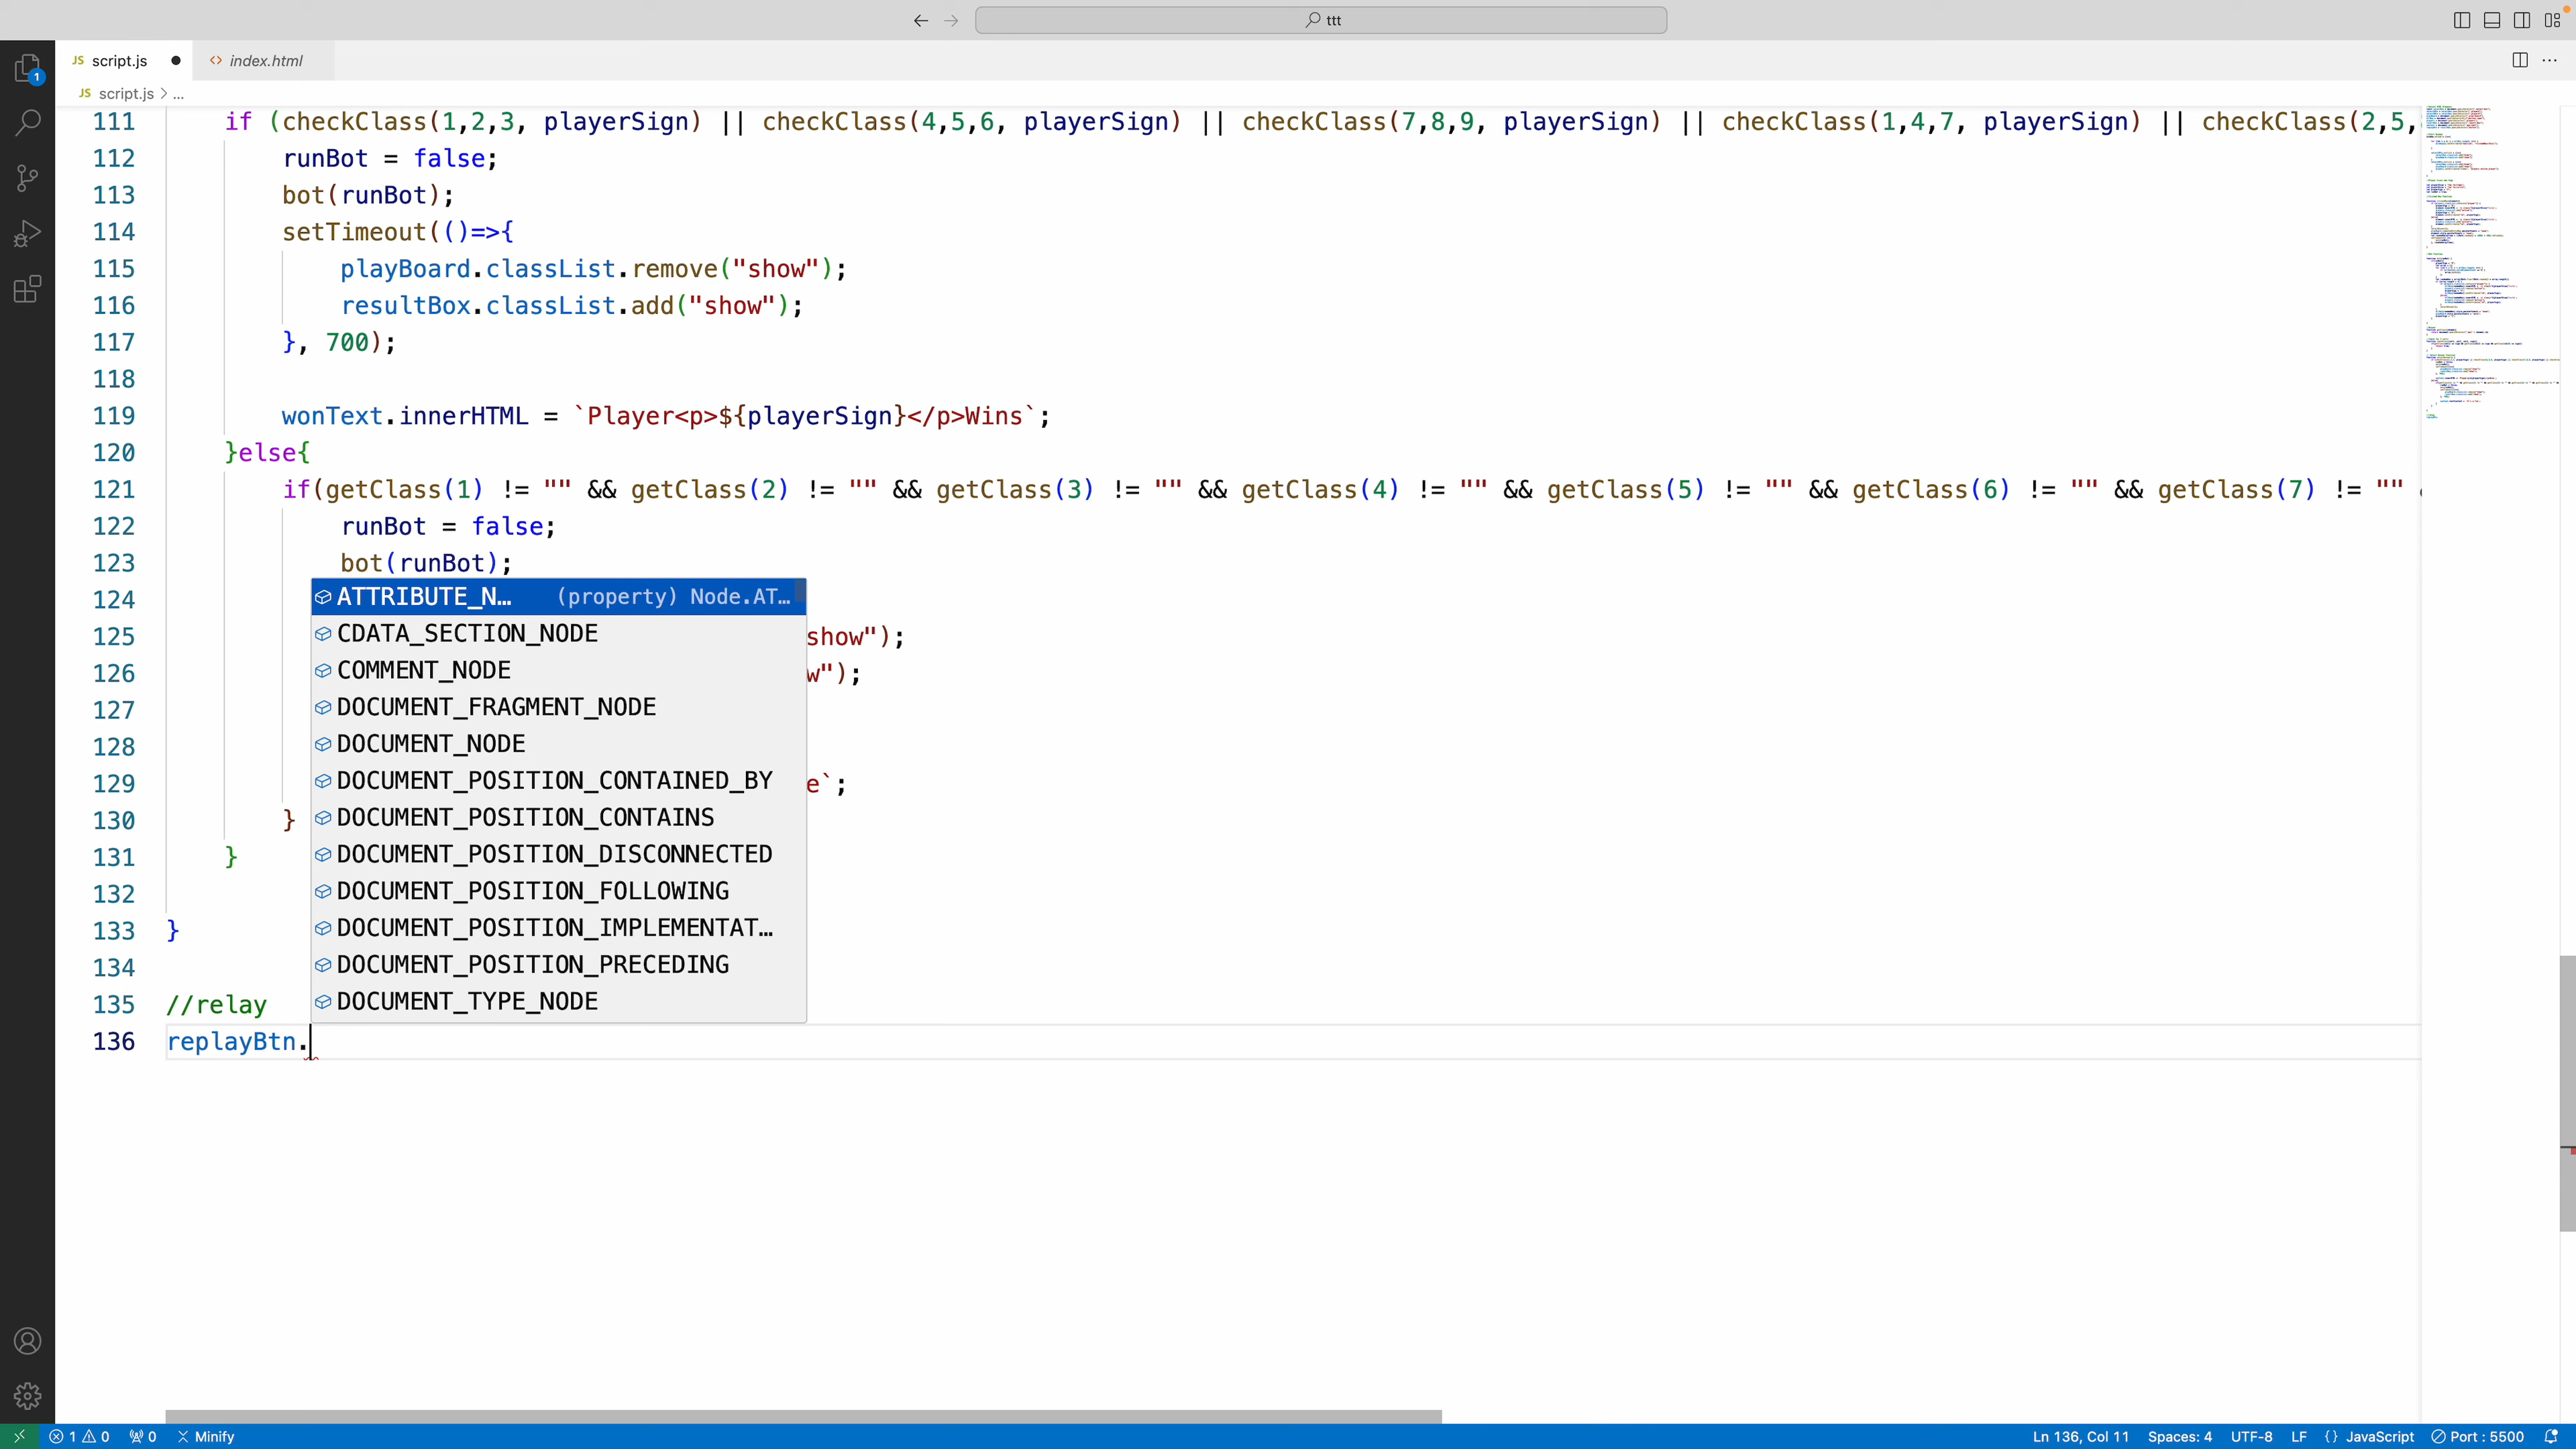 ttt
JS script.js ● <> index.html
JS script.js > ...
1
111 if (checkClass(1,2,3, playerSign) || checkClass(4,5,6, playerSign) || checkClass(7,8,9, playerSign) || checkClass(1,4,7, playerSign) || checkClass(2,5,
112 runBot = false;
113 bot(runBot);
114 setTimeout(()=>{
115 playBoard.classList.remove("show");
116 resultBox.classList.add("show");
117 }, 700);
118
119 wonText.innerHTML = `Player<p>${playerSign}</p>Wins`;
120 }else{
121 if(getClass(1) != "" && getClass(2) != "" && getClass(3) != "" && getClass(4) != "" && getClass(5) != "" && getClass(6) != "" && getClass(7) != ""
122 runBot = false;
123 bot(runBot);
124 ATTRIBUTE_N... (property) Node.AT...
CDATA_SECTION_NODE
125 show");
COMMENT_NODE
126 w");
127 DOCUMENT_FRAGMENT_NODE
128 DOCUMENT_NODE
129 DOCUMENT_POSITION_CONTAINED_BY e`;
130 } DOCUMENT_POSITION_CONTAINS
131 } DOCUMENT_POSITION_DISCONNECTED
132 DOCUMENT_POSITION_FOLLOWING
133 } DOCUMENT_POSITION_IMPLEMENTAT...
134 DOCUMENT_POSITION_PRECEDING
135 //relay DOCUMENT_TYPE_NODE
136 replayBtn.
1 0 0 Minify Ln 136, Col 11 Spaces: 4 UTF-8 LF {} JavaScript Port : 5500